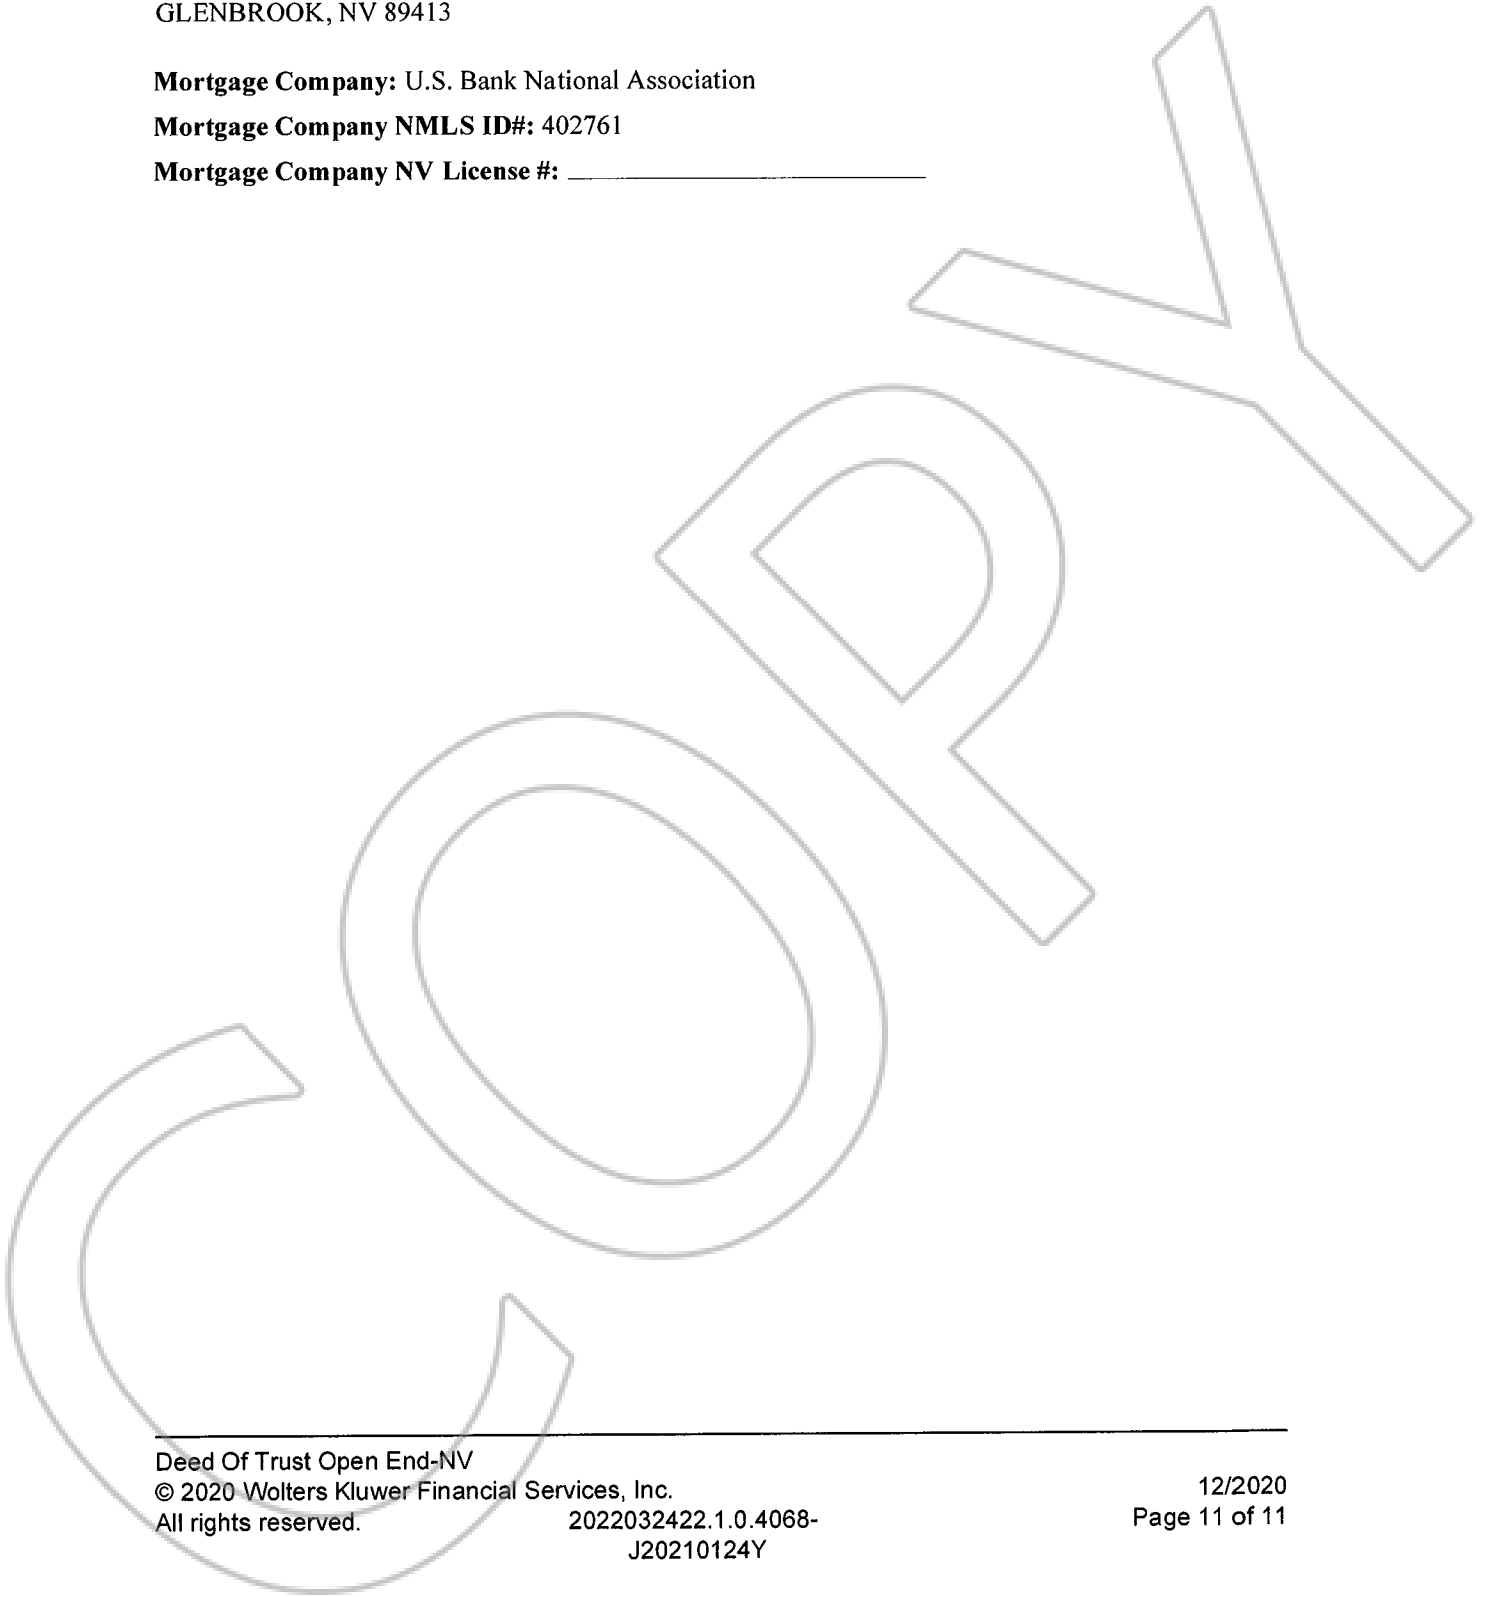 GLENBROOK, NV 89413
Mortgage Company: U.S. Bank National Association
Mortgage Company NMLS ID#: 402761
Mortgage Company NV License #: ____________________
COPY
Deed Of Trust Open End-NV
© 2020 Wolters Kluwer Financial Services, Inc.
12/2020
All rights reserved.
2022032422.1.0.4068-
Page 11 of 11
J20210124Y